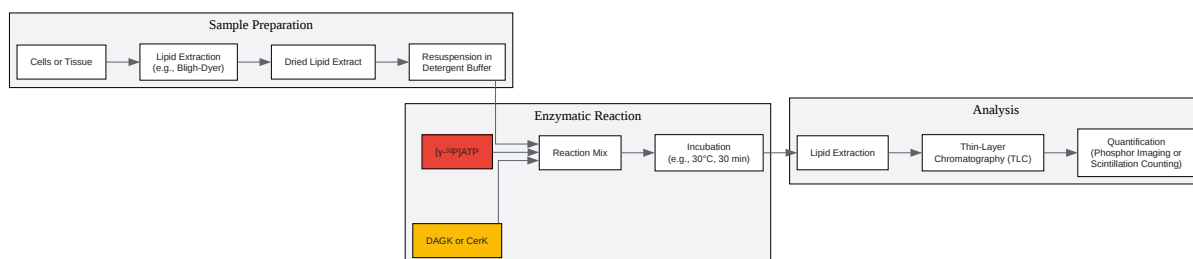 Sample Preparation
Cells or Tissue
Lipid Extraction
(e.g., Bligh-Dyer)
Dried Lipid Extract
Resuspension in
Detergent Buffer
Enzymatic Reaction
[γ-³²P]ATP
Reaction Mix
Incubation
(e.g., 30°C, 30 min)
DAGK or CerK
Analysis
Lipid Extraction
Thin-Layer
Chromatography (TLC)
Quantification
(Phosphor Imaging or
Scintillation Counting)